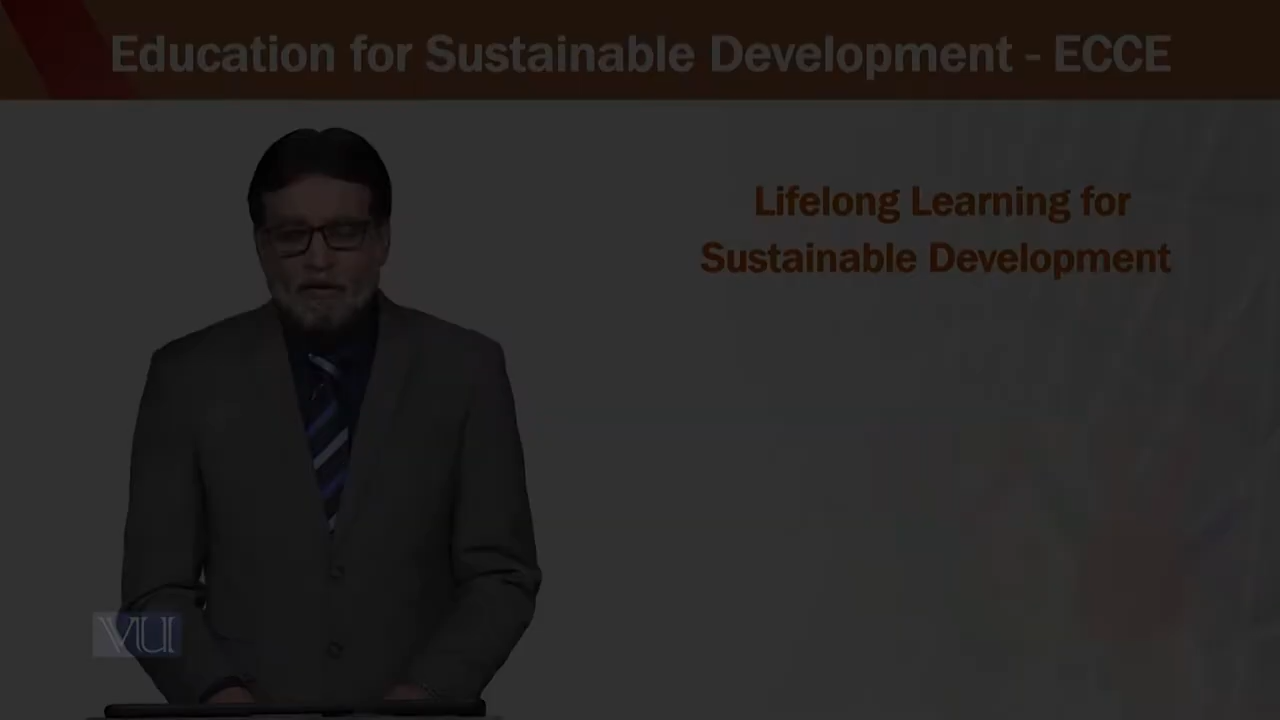 Education for Sustainable Development - ECCE
Lifelong Learning for
Sustainable Development
VU